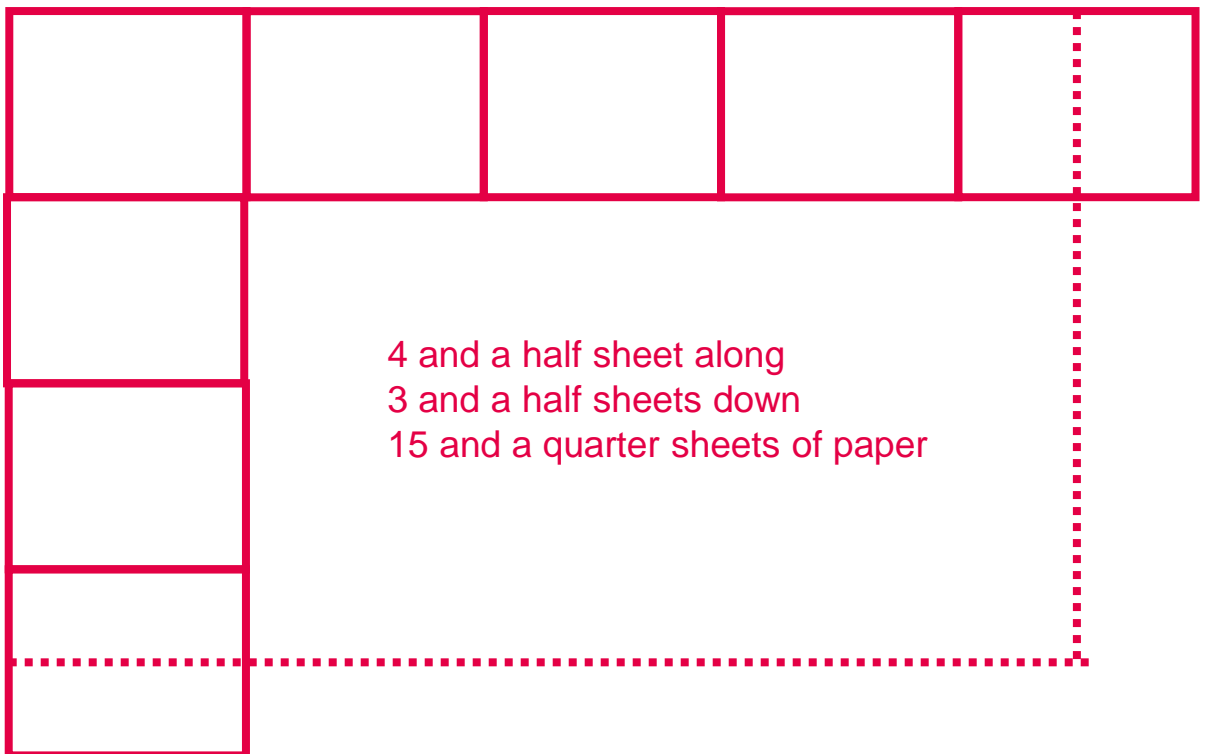 4 and a half sheet along
3 and a half sheets down
15 and a quarter sheets of paper